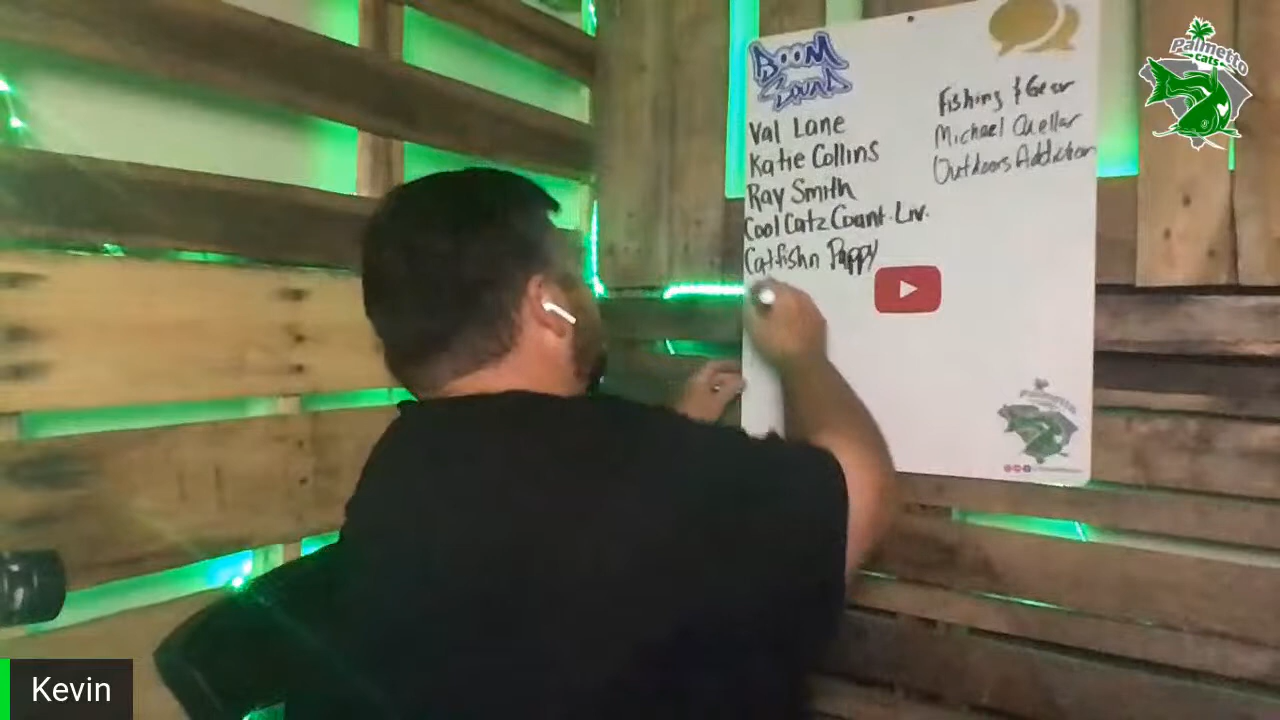 BOOM
SQUAD
Val Lane
Katie Collins
Ray Smith
Cool Catz Count. Liv.
Catfishn Pappy
Fishing & Gear
Michael Cuellar
Outdoors Addiction
Palmetto
Cats
Kevin